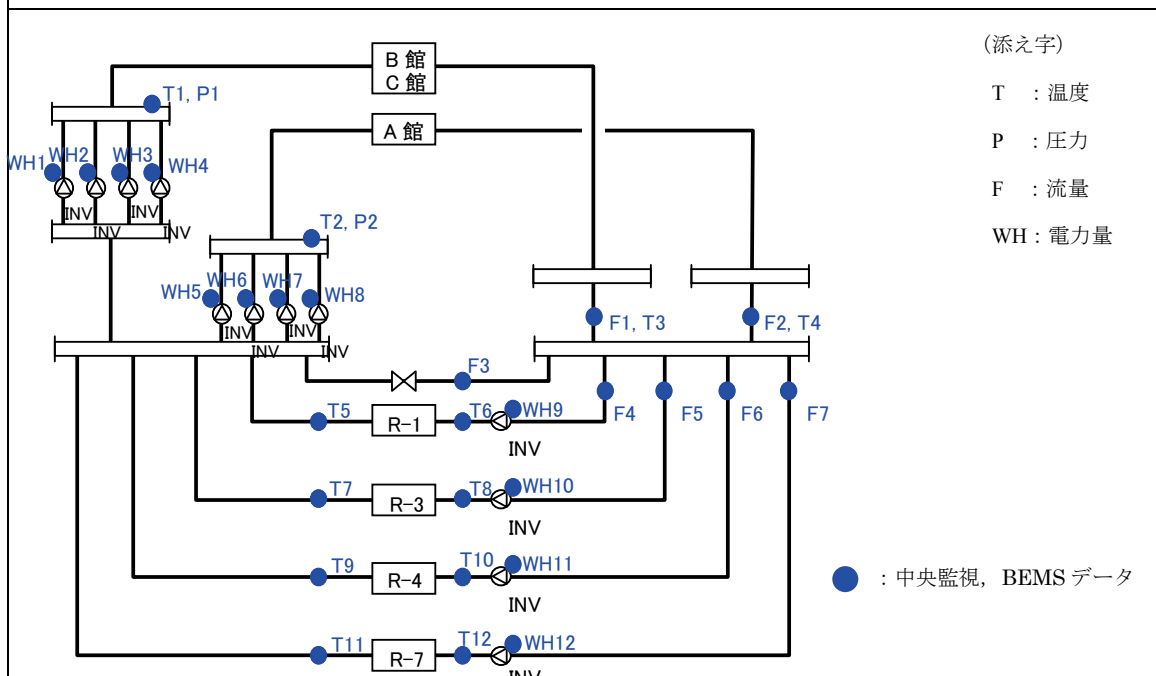 B 館
C 館
(添え字)
T1, P1
T : 温度
A 館
P : 圧力
WH1
WH2
WH3
WH4
F : 流量
INV
INV
INV
INV
T2, P2
WH : 電力量
WH5
WH6
WH7
WH8
F1, T3
F2, T4
INV
INV
INV
INV
F3
T5
R-1
T6
WH9
F4
F5
F6
F7
INV
T7
R-3
T8
WH10
INV
T9
R-4
T10
WH11
: 中央監視, BEMS データ
INV
T11
R-7
T12
WH12
INV